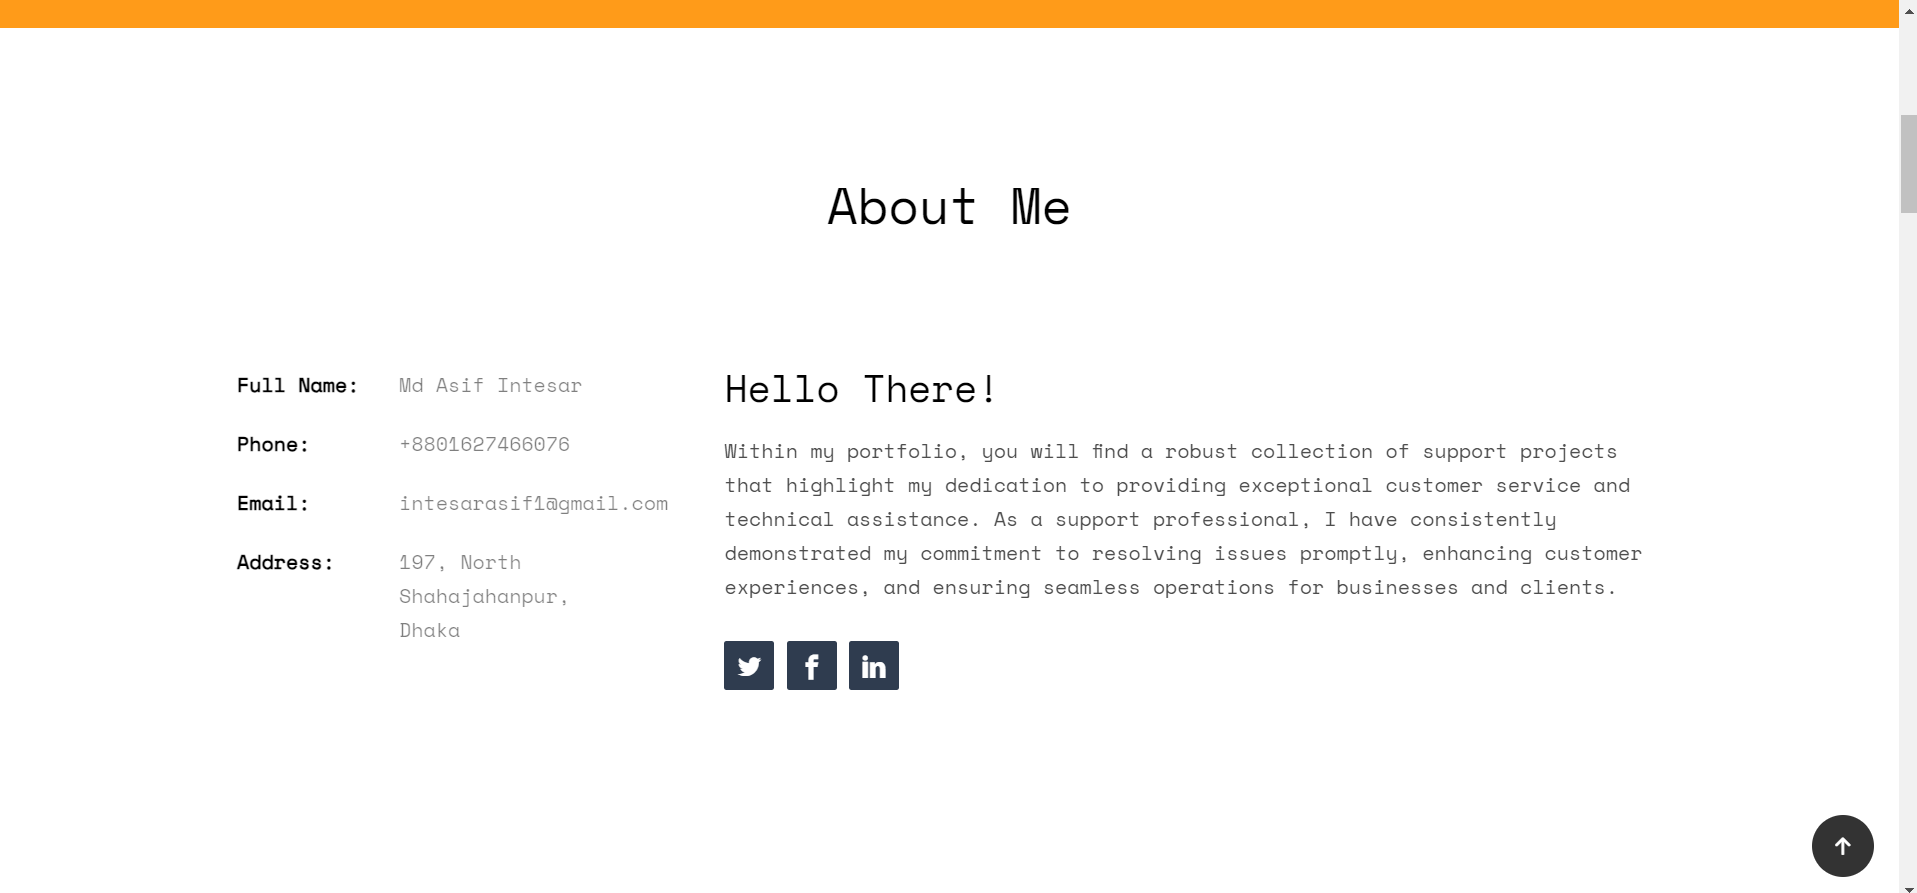 About Me
Full Name: Md Asif Intesar
Phone: +8801627466076
Email: intesarasif1@gmail.com
Address: 197, North
Shahajahanpur,
Dhaka
Hello There!
Within my portfolio, you will find a robust collection of support projects
that highlight my dedication to providing exceptional customer service and
technical assistance. As a support professional, I have consistently
demonstrated my commitment to resolving issues promptly, enhancing customer
experiences, and ensuring seamless operations for businesses and clients.